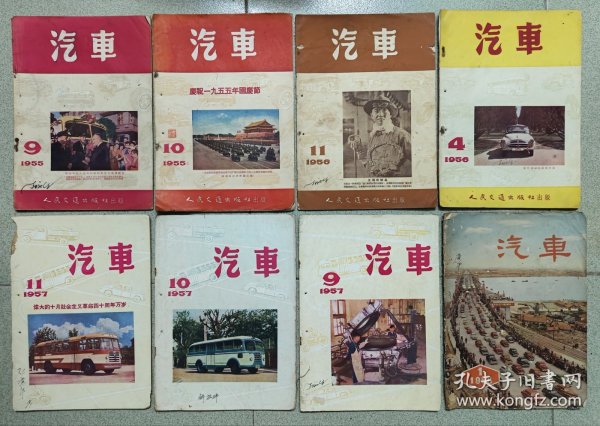 汽車
9
1955
人民交通出版社出版
汽車
慶祝一九五五年國慶節
10
1955
人民交通出版社出版
汽車
11
1956
人民交通出版社出版
汽車
4
1956
人民交通出版社出版
汽車
11
1957
偉大的十月社会主义革命四十周年万岁
汽車
10
1957
汽車
9
1957
汽車
孔夫子旧书网
www.kongfz.com